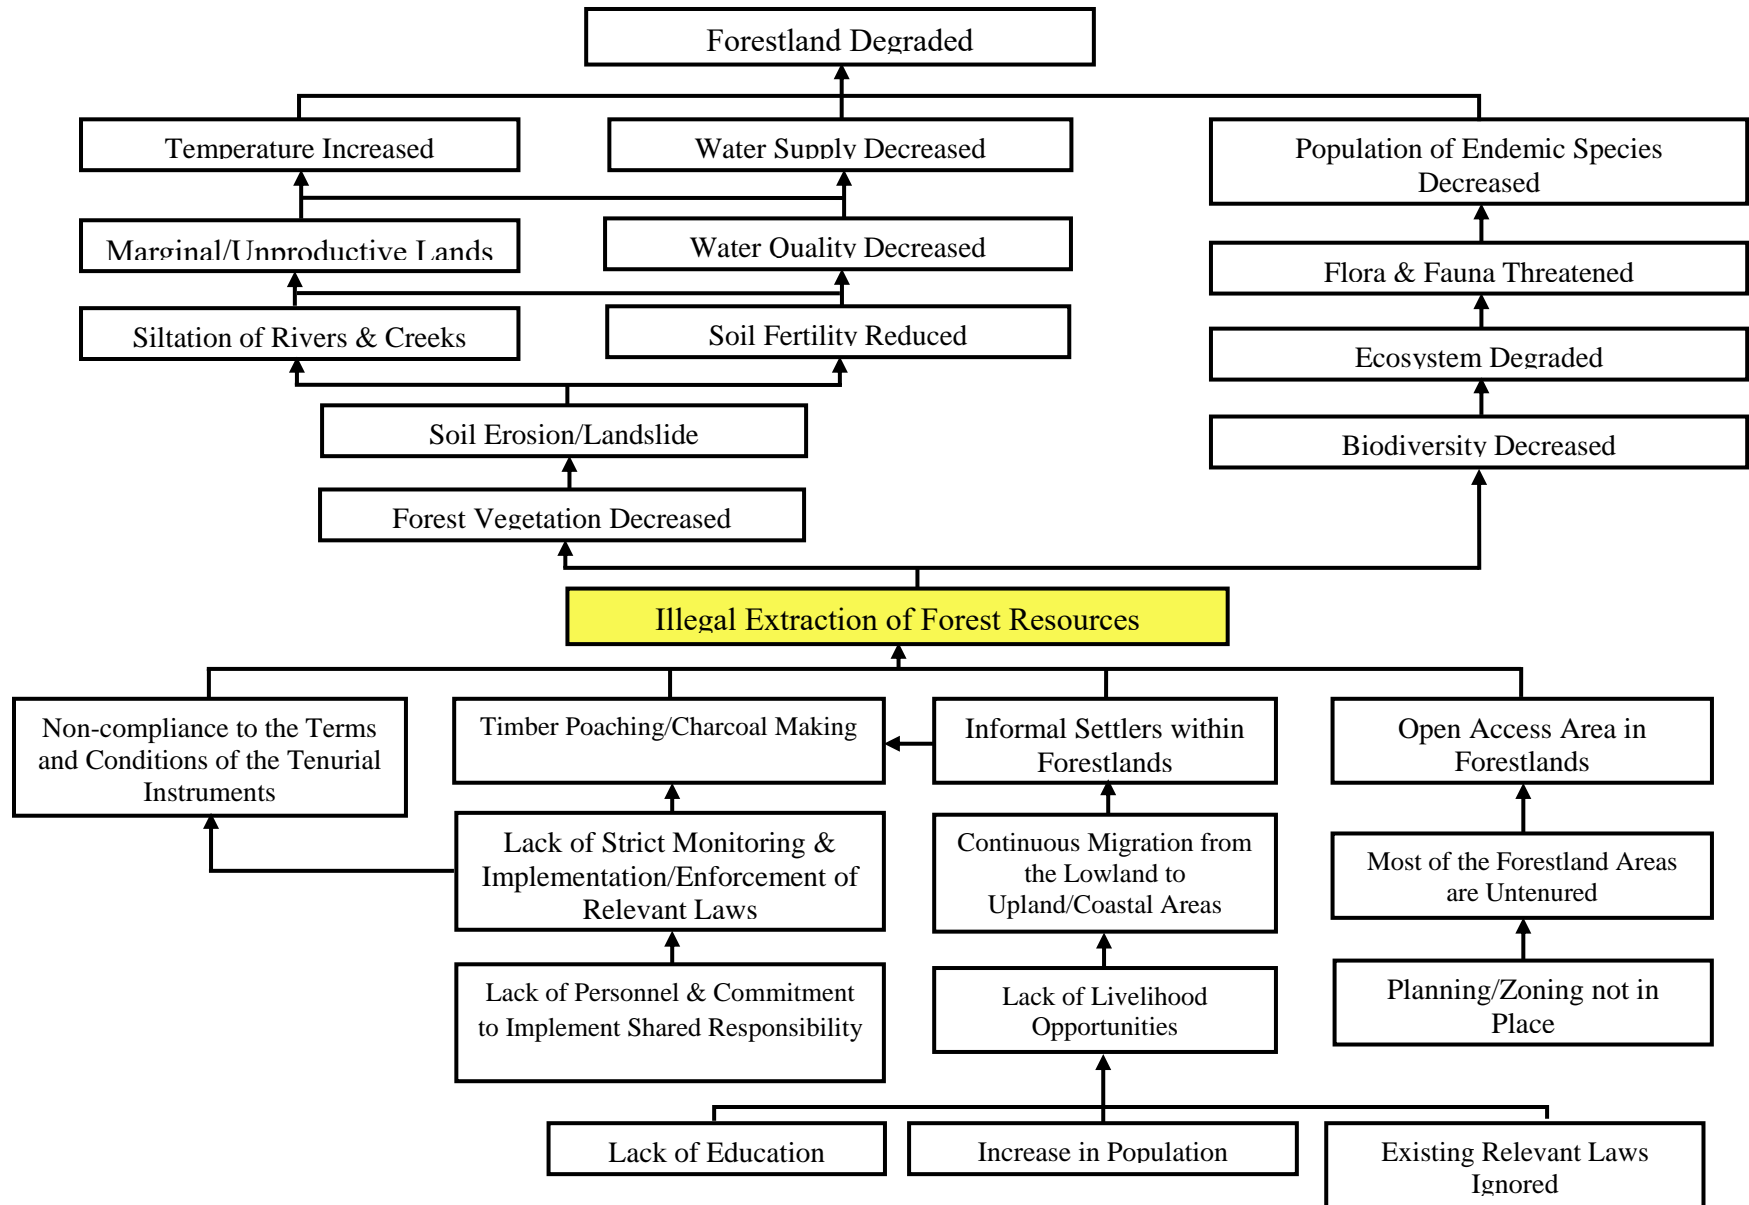 Forestland Degraded
Temperature Increased
Water Supply Decreased
Population of Endemic Species
Decreased
Marginal/Unproductive Lands
Water Quality Decreased
Flora & Fauna Threatened
Siltation of Rivers & Creeks
Soil Fertility Reduced
Ecosystem Degraded
Soil Erosion/Landslide
Biodiversity Decreased
Forest Vegetation Decreased
Illegal Extraction of Forest Resources
Non-compliance to the Terms
and Conditions of the Tenurial
Instruments
Timber Poaching/Charcoal Making
Informal Settlers within
Forestlands
Open Access Area in
Forestlands
Lack of Strict Monitoring &
Implementation/Enforcement of
Relevant Laws
Continuous Migration from
the Lowland to
Upland/Coastal Areas
Most of the Forestland Areas
are Untenured
Lack of Personnel & Commitment
to Implement Shared Responsibility
Lack of Livelihood
Opportunities
Planning/Zoning not in
Place
Lack of Education
Increase in Population
Existing Relevant Laws
Ignored